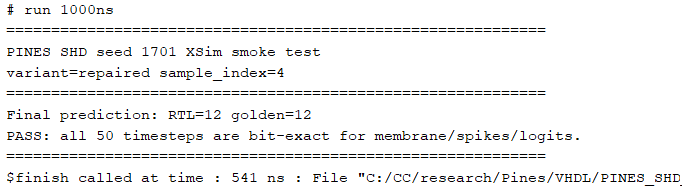 # run 1000ns
============================================================
PINES SHD seed 1701 XSim smoke test
variant=repaired sample_index=4
============================================================
Final prediction: RTL=12 golden=12
PASS: all 50 timesteps are bit-exact for membrane/spikes/logits.
============================================================
$finish called at time : 541 ns : File "C:/CC/research/Pines/VHDL/PINES_SHD_